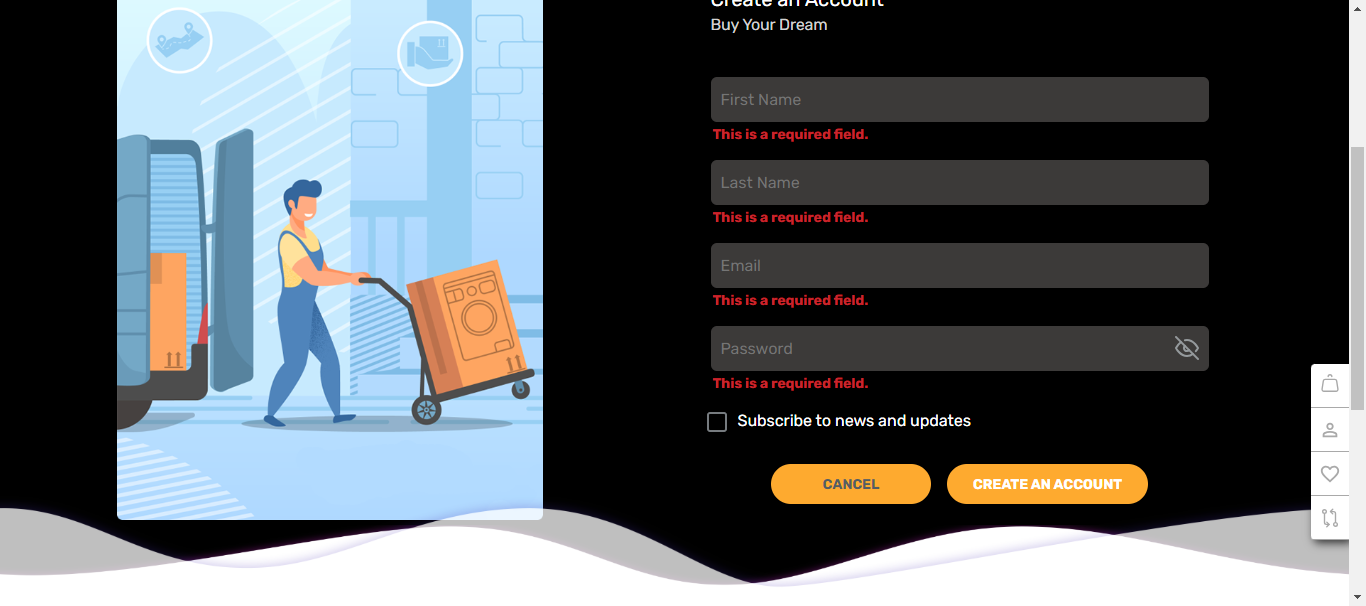 Create an Account
Buy Your Dream
First Name
This is a required field.
Last Name
This is a required field.
Email
This is a required field.
Password
This is a required field.
Subscribe to news and updates
CANCEL
CREATE AN ACCOUNT